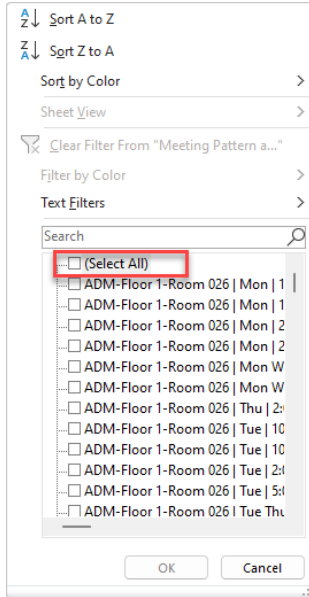 Sort A to Z
Sort Z to A
Sort by Color
Sheet View
Clear Filter From "Meeting Pattern a..."
Filter by Color
Text Filters
Search
(Select All)
ADM-Floor 1-Room 026 | Mon | 1
ADM-Floor 1-Room 026 | Mon | 1
ADM-Floor 1-Room 026 | Mon | 2
ADM-Floor 1-Room 026 | Mon | 2
ADM-Floor 1-Room 026 | Mon W
ADM-Floor 1-Room 026 | Mon W
ADM-Floor 1-Room 026 | Thu | 2:
ADM-Floor 1-Room 026 | Tue | 10
ADM-Floor 1-Room 026 | Tue | 10
ADM-Floor 1-Room 026 | Tue | 2:0
ADM-Floor 1-Room 026 | Tue | 5:0
ADM-Floor 1-Room 026 | Tue Thu
OK Cancel